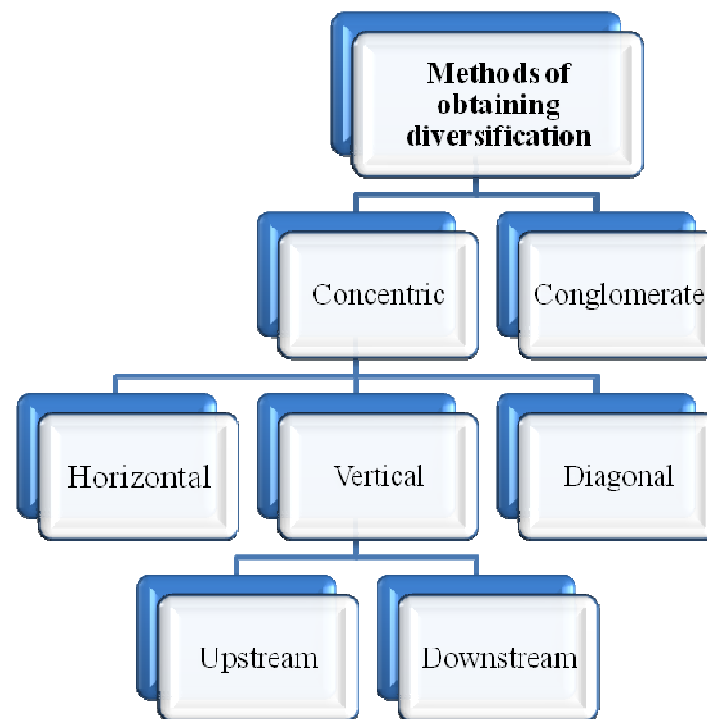 Methods of
obtaining
diversification
Concentric
Conglomerate
Horizontal
Vertical
Diagonal
Upstream
Downstream